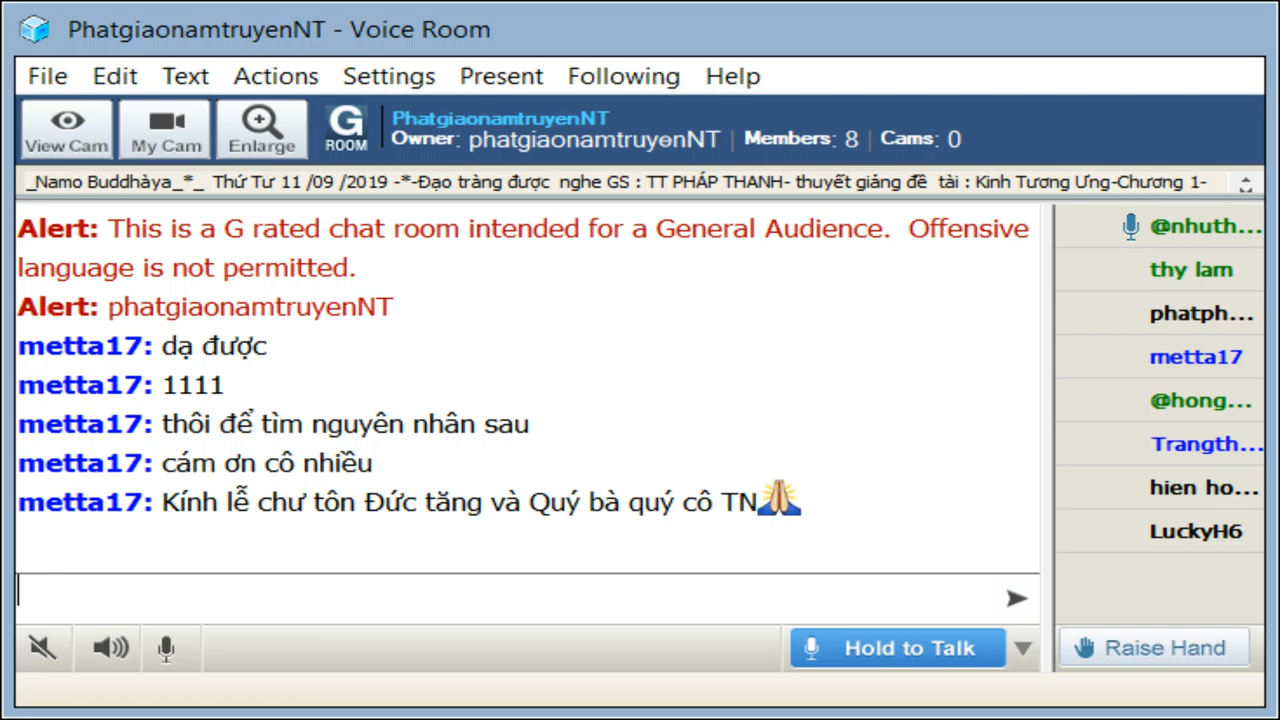 PhatgiaonamtruyenNT - Voice Room
File Edit Text Actions Settings Present Following Help
View Cam My Cam Enlarge G ROOM
PhatgiaonamtruyenNT
Owner: phatgiaonamtruyenNT | Members: 8 | Cams: 0
_Namo Buddhàya_*_ Thứ Tư 11 /09 /2019 -*-Đạo tràng được nghe GS : TT PHÁP THANH- thuyết giảng đề tài : Kinh Tương Ưng-Chương 1-
Alert: This is a G rated chat room intended for a General Audience. Offensive
language is not permitted.
Alert: phatgiaonamtruyenNT
metta17: dạ được
metta17: 1111
metta17: thôi để tìm nguyên nhân sau
metta17: cám ơn cô nhiều
metta17: Kính lễ chư tôn Đức tăng và Quý bà quý cô TN🙏
@nhuth...
thy lam
phatph...
metta17
@hong...
Trangth...
hien ho...
LuckyH6
Hold to Talk
Raise Hand